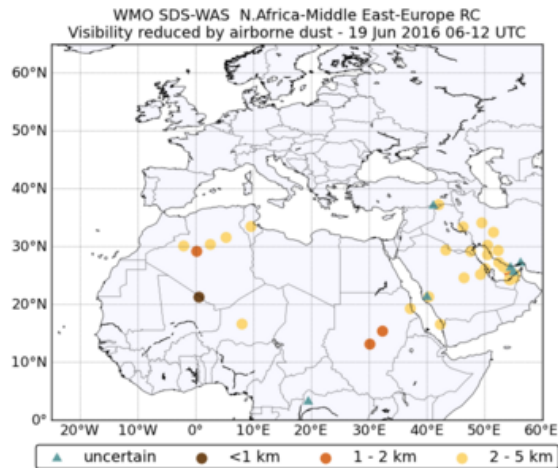 WMO SDS-WAS N.Africa-Middle East-Europe RC
Visibility reduced by airborne dust - 19 Jun 2016 06-12 UTC
60°N
50°N
40°N
30°N
20°N
10°N
0°
20°W 10°W 0° 10°E 20°E 30°E 40°E 50°E 60°E
uncertain <1 km 1 - 2 km 2 - 5 km